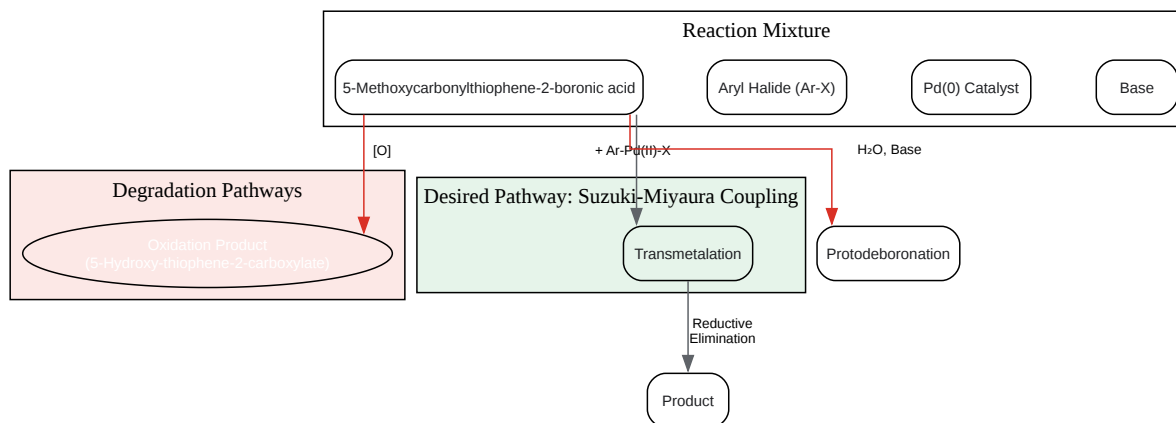 Reaction Mixture
5-Methoxycarbonylthiophene-2-boronic acid
Aryl Halide (Ar-X)
Pd(0) Catalyst
Base
[O]
+ Ar-Pd(II)-X
H₂O, Base
Degradation Pathways
Desired Pathway: Suzuki-Miyaura Coupling
Oxidation Product
(5-Hydroxy-thiophene-2-carboxylate)
Transmetalation
Protodeboronation
Reductive
Elimination
Product